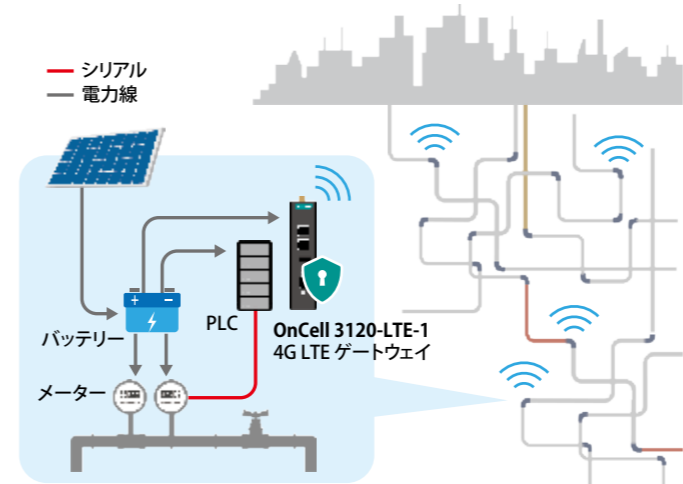 シリアル
電力線
バッテリー
PLC
OnCell 3120-LTE-1
4G LTE ゲートウェイ
メーター